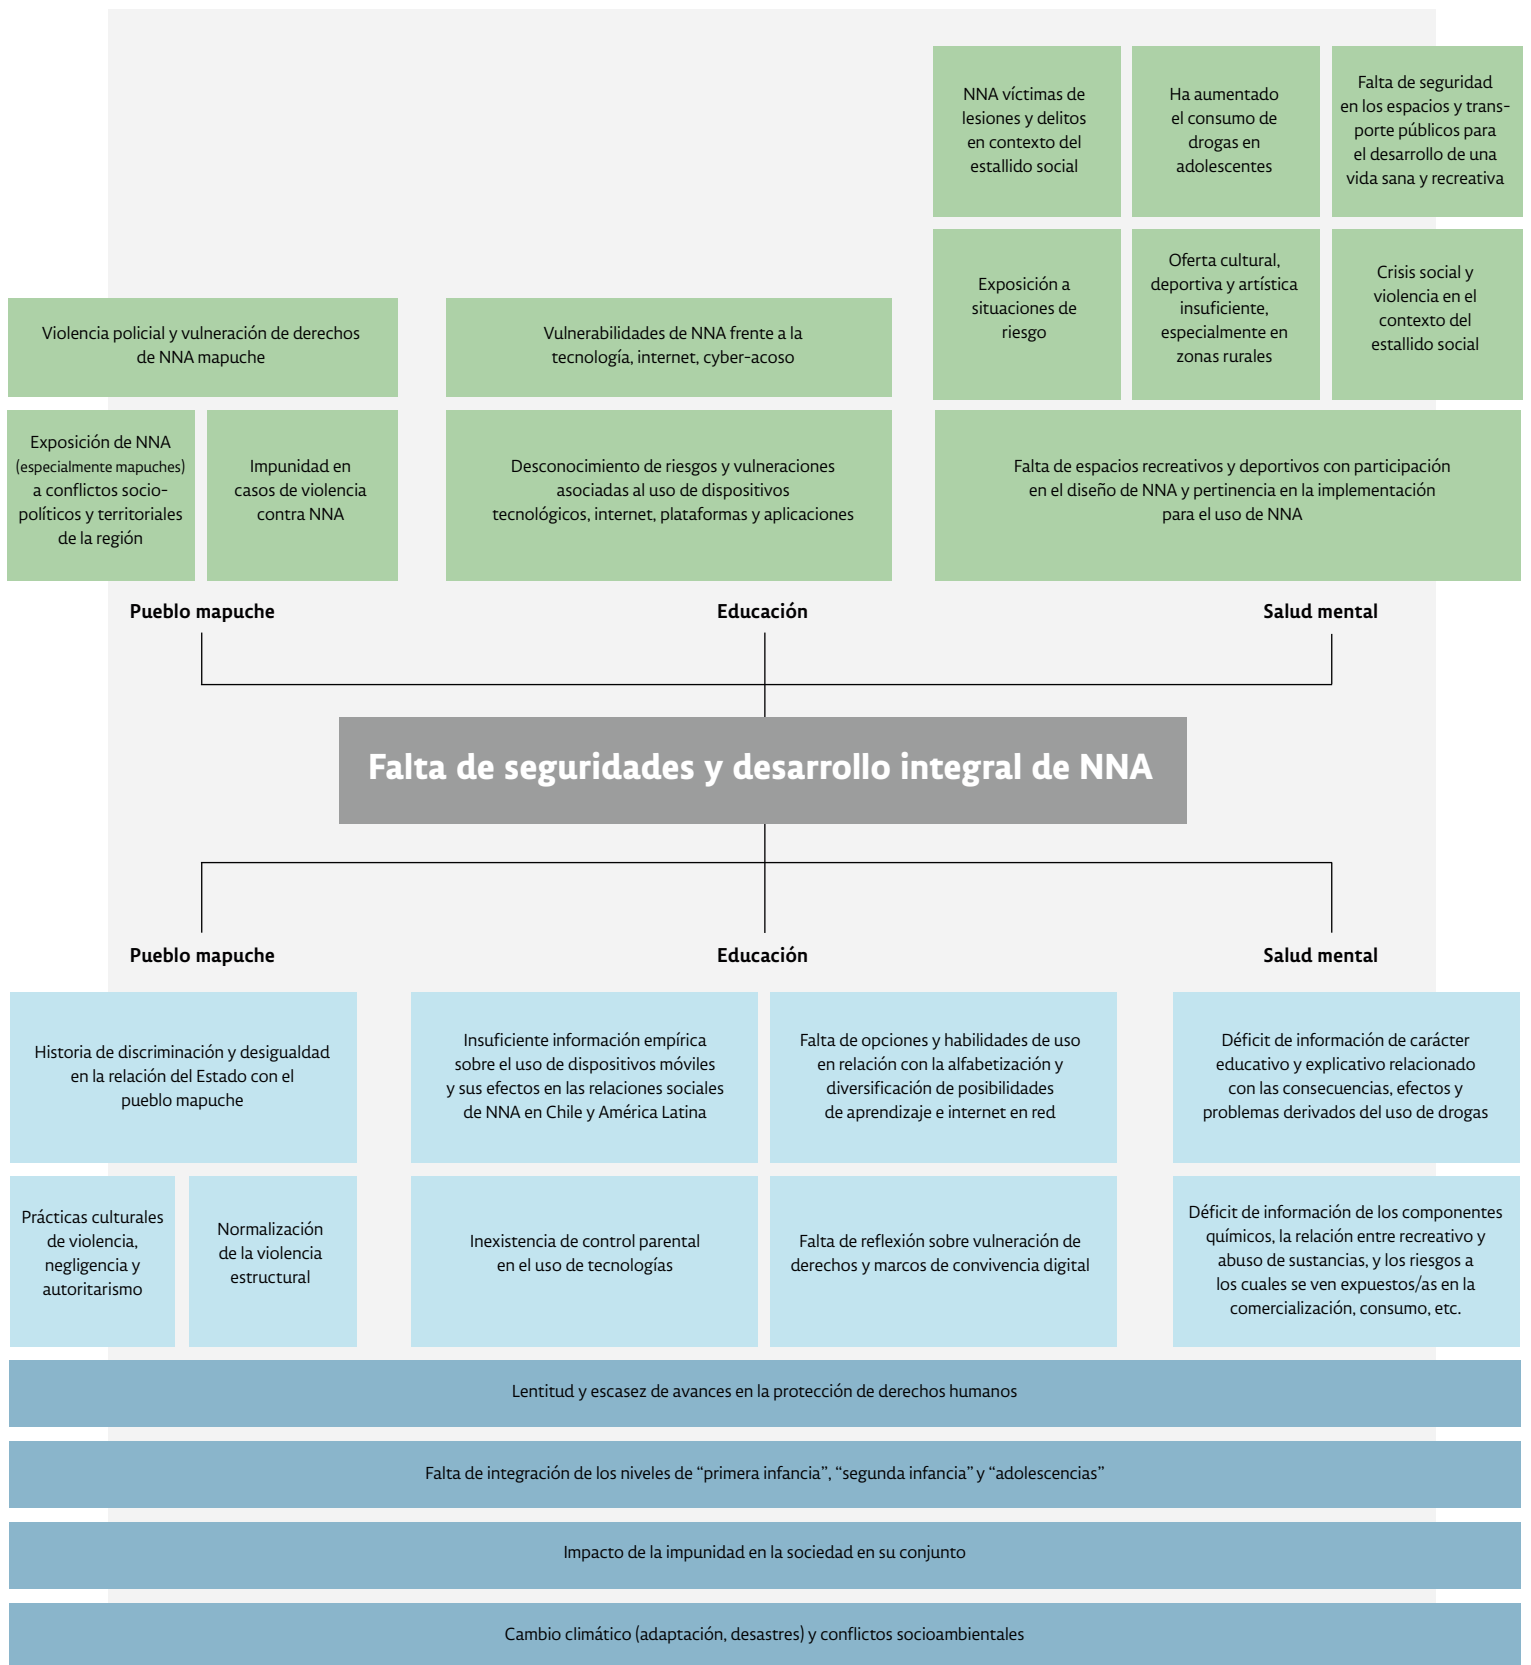 NNA víctimas de
lesiones y delitos
en contexto del
estallido social
Ha aumentado
el consumo de
drogas en
adolescentes
Falta de seguridad
en los espacios y trans-
porte públicos para
el desarrollo de una
vida sana y recreativa
Exposición a
situaciones de
riesgo
Oferta cultural,
deportiva y artística
insuficiente,
especialmente en
zonas rurales
Crisis social y
violencia en el
contexto del
estallido social
Violencia policial y vulneración de derechos
de NNA mapuche
Vulnerabilidades de NNA frente a la
tecnología, internet, cyber-acoso
Exposición de NNA
(especialmente mapuches)
a conflictos socio-
políticos y territoriales
de la región
Impunidad en
casos de violencia
contra NNA
Desconocimiento de riesgos y vulneraciones
asociadas al uso de dispositivos
tecnológicos, internet, plataformas y aplicaciones
Falta de espacios recreativos y deportivos con participación
en el diseño de NNA y pertinencia en la implementación
para el uso de NNA
Pueblo mapuche
Educación
Salud mental
Falta de seguridades y desarrollo integral de NNA
Pueblo mapuche
Educación
Salud mental
Historia de discriminación y desigualdad
en la relación del Estado con el
pueblo mapuche
Insuficiente información empírica
sobre el uso de dispositivos móviles
y sus efectos en las relaciones sociales
de NNA en Chile y América Latina
Falta de opciones y habilidades de uso
en relación con la alfabetización y
diversificación de posibilidades
de aprendizaje e internet en red
Déficit de información de carácter
educativo y explicativo relacionado
con las consecuencias, efectos y
problemas derivados del uso de drogas
Prácticas culturales
de violencia,
negligencia y
autoritarismo
Normalización
de la violencia
estructural
Inexistencia de control parental
en el uso de tecnologías
Falta de reflexión sobre vulneración de
derechos y marcos de convivencia digital
Déficit de información de los componentes
químicos, la relación entre recreativo y
abuso de sustancias, y los riesgos a
los cuales se ven expuestos/as en la
comercialización, consumo, etc.
Lentitud y escasez de avances en la protección de derechos humanos
Falta de integración de los niveles de “primera infancia”, “segunda infancia” y “adolescencias”
Impacto de la impunidad en la sociedad en su conjunto
Cambio climático (adaptación, desastres) y conflictos socioambientales